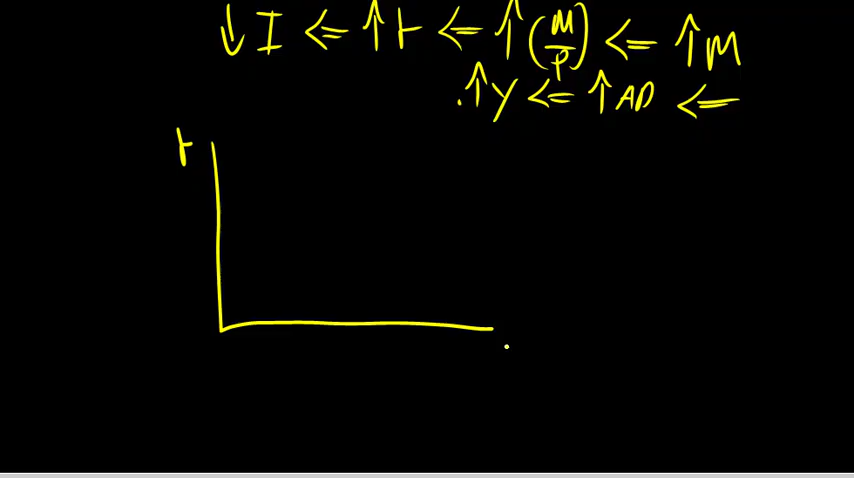 ↓ I ⇐ ↑ r ⇐ ↑ (M/P) ⇐ ↑ M
.↑ Y ⇐ ↑ AD ⇐
r